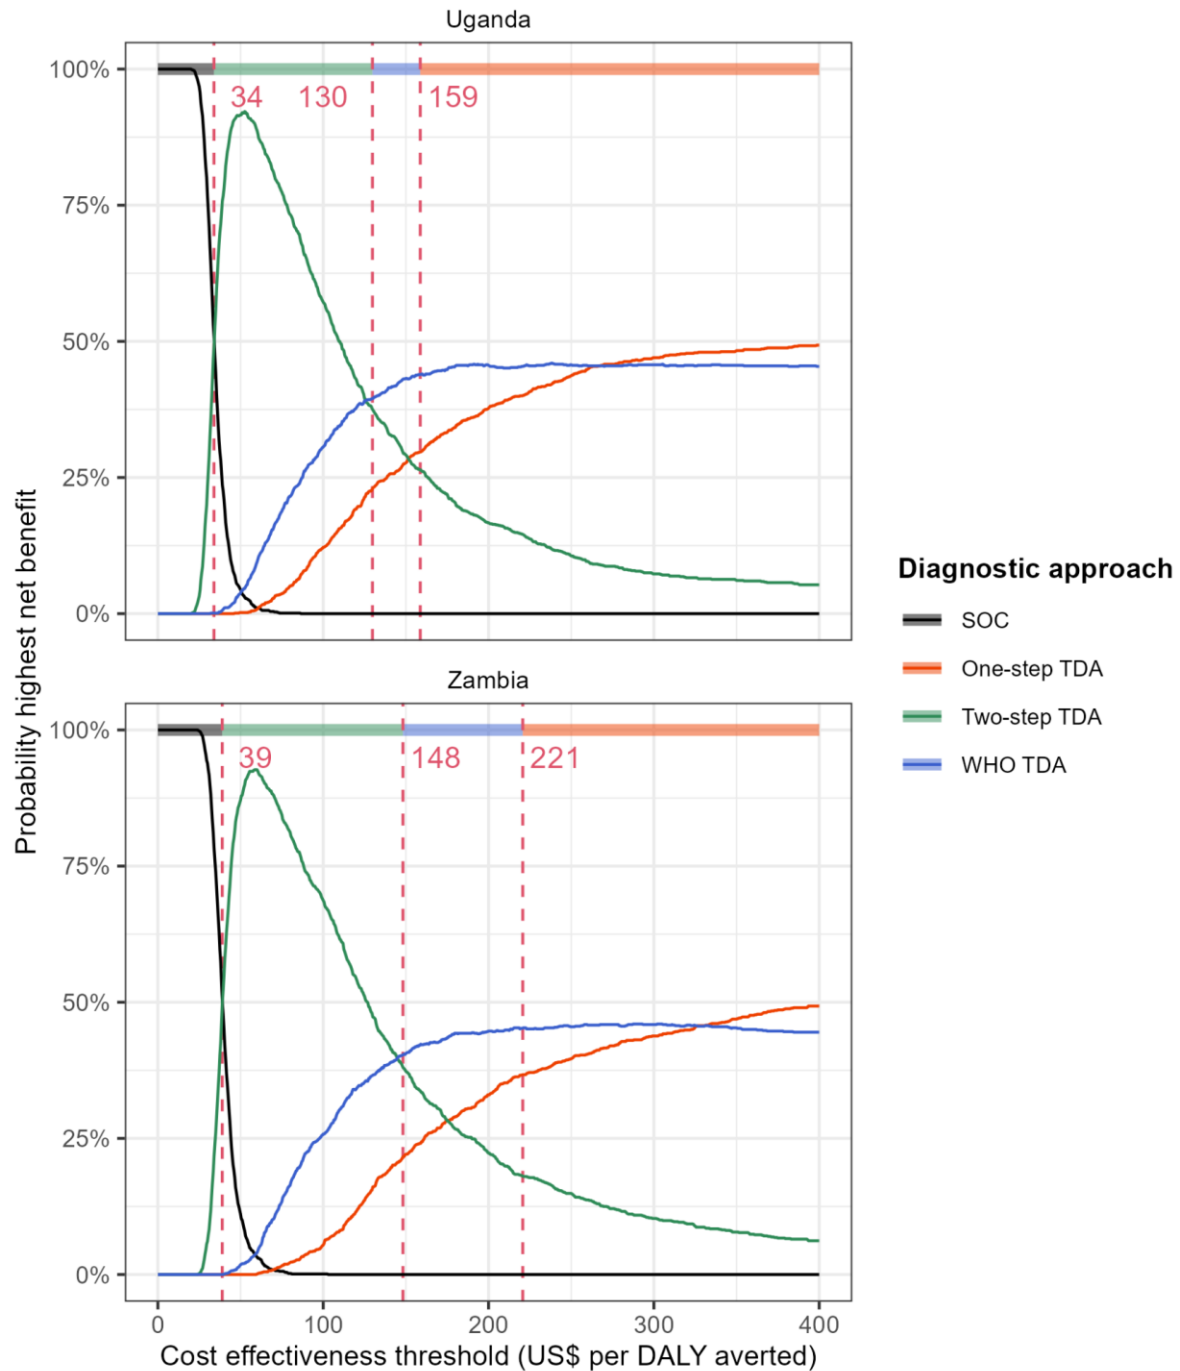 Uganda
100%
75%
50%
25%
0%
34
130
159
Zambia
100%
75%
50%
25%
0%
39
148
221
0
100
200
300
400
Cost effectiveness threshold (US$ per DALY averted)
Probability highest net benefit
Diagnostic approach
SOC
One-step TDA
Two-step TDA
WHO TDA